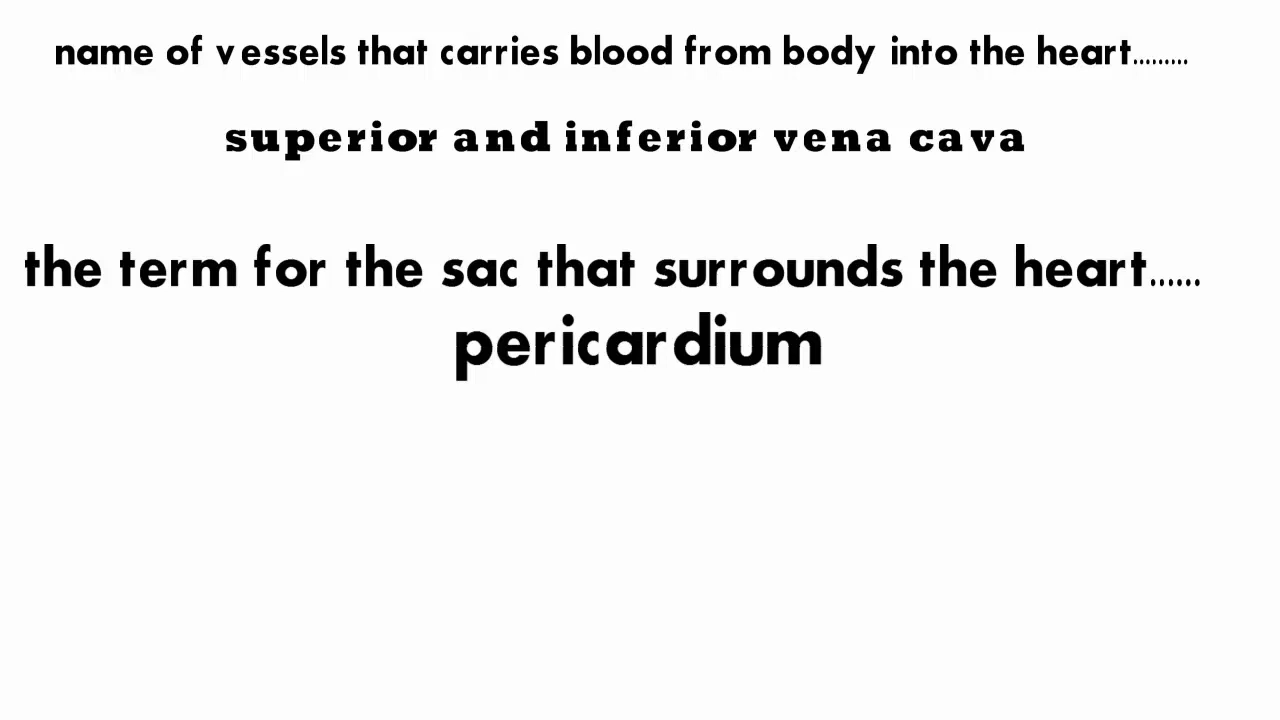 name of vessels that carries blood from body into the heart.........
superior and inferior vena cava
the term for the sac that surrounds the heart......
pericardium